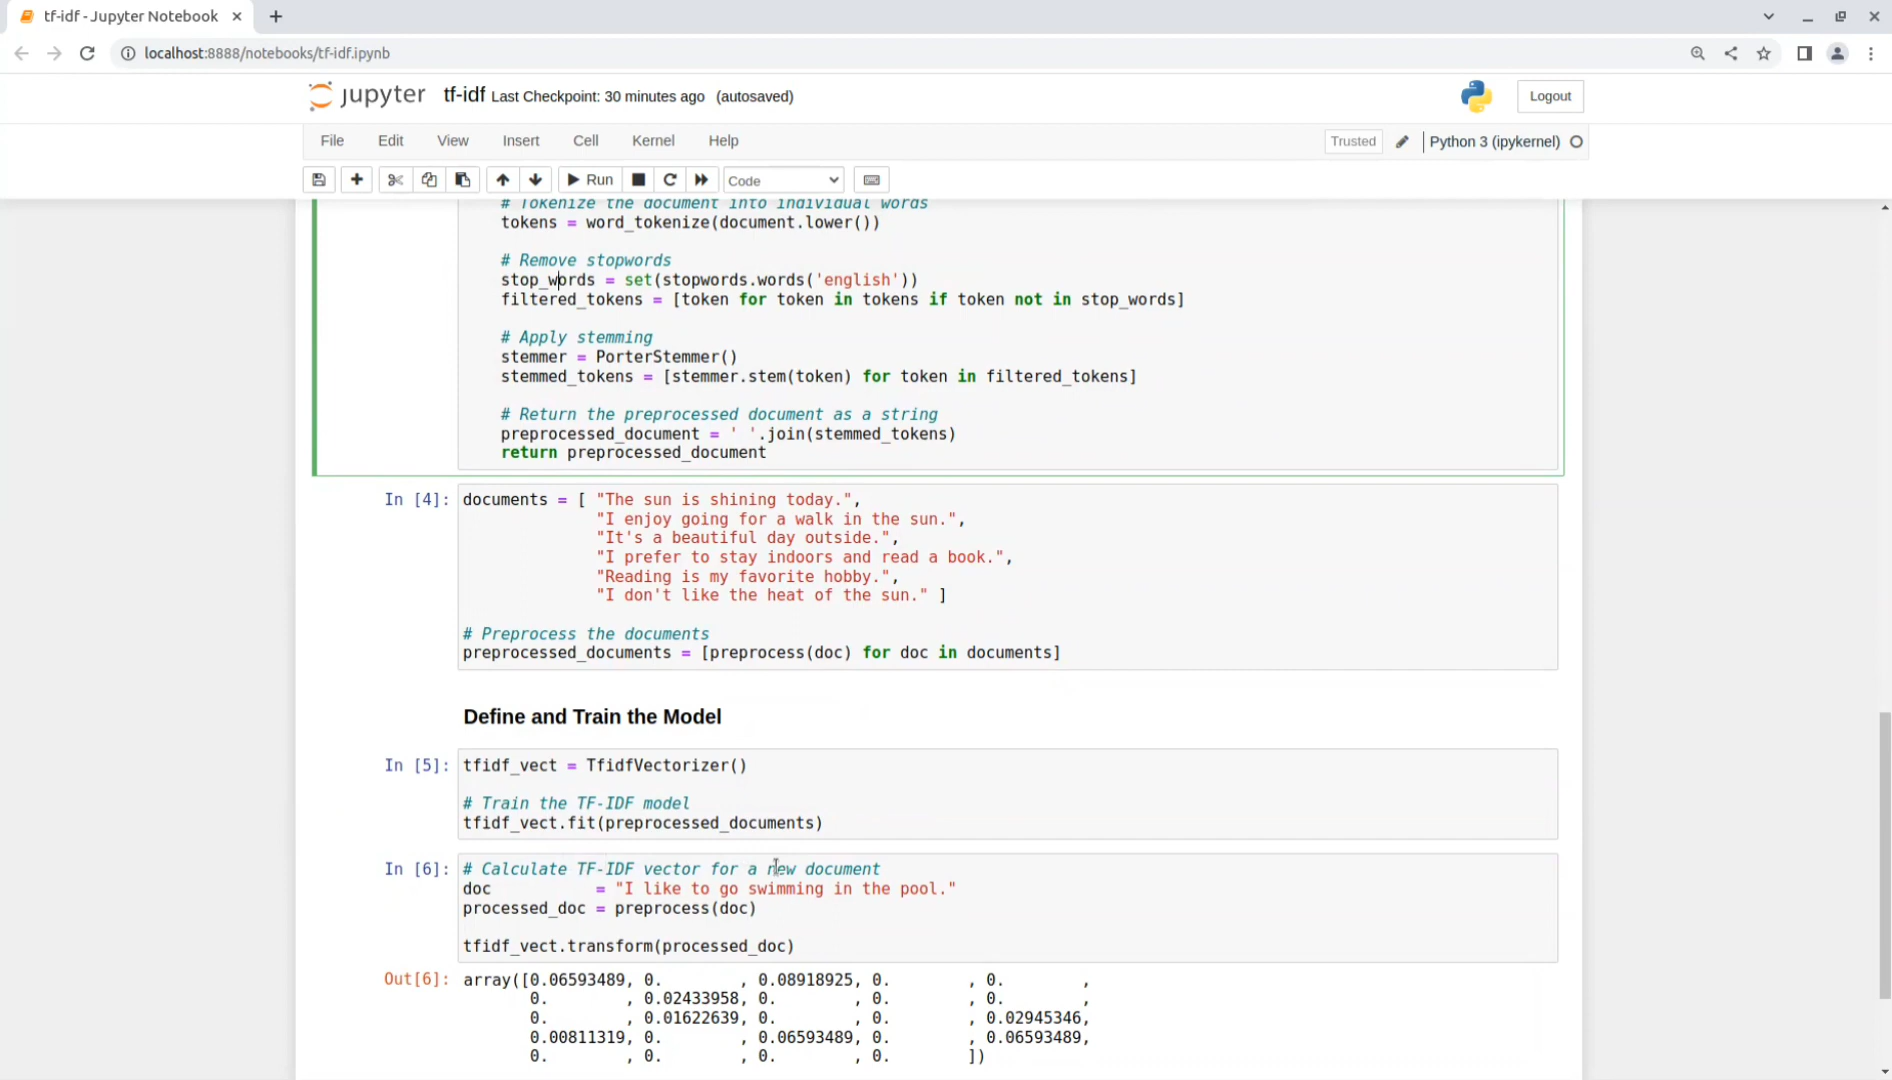 tf-idf - Jupyter Notebook
localhost:8888/notebooks/tf-idf.ipynb
jupyter tf-idf Last Checkpoint: 30 minutes ago (autosaved)
Logout
File Edit View Insert Cell Kernel Help
Trusted Python 3 (ipykernel)
Run Code
# Tokenize the document into individual words
tokens = word_tokenize(document.lower())
# Remove stopwords
stop_words = set(stopwords.words('english'))
filtered_tokens = [token for token in tokens if token not in stop_words]
# Apply stemming
stemmer = PorterStemmer()
stemmed_tokens = [stemmer.stem(token) for token in filtered_tokens]
# Return the preprocessed document as a string
preprocessed_document = ' '.join(stemmed_tokens)
return preprocessed_document
In [4]: documents = [ "The sun is shining today.",
"I enjoy going for a walk in the sun.",
"It's a beautiful day outside.",
"I prefer to stay indoors and read a book.",
"Reading is my favorite hobby.",
"I don't like the heat of the sun." ]
# Preprocess the documents
preprocessed_documents = [preprocess(doc) for doc in documents]
Define and Train the Model
In [5]: tfidf_vect = TfidfVectorizer()
# Train the TF-IDF model
tfidf_vect.fit(preprocessed_documents)
In [6]: # Calculate TF-IDF vector for a new document
doc = "I like to go swimming in the pool."
processed_doc = preprocess(doc)
tfidf_vect.transform(processed_doc)
Out[6]: array([0.06593489, 0. , 0.08918925, 0. , 0. ,
0. , 0.02433958, 0. , 0. , 0. ,
0. , 0.01622639, 0. , 0. , 0.02945346,
0.00811319, 0. , 0.06593489, 0. , 0.06593489,
0. , 0. , 0. , 0. ])